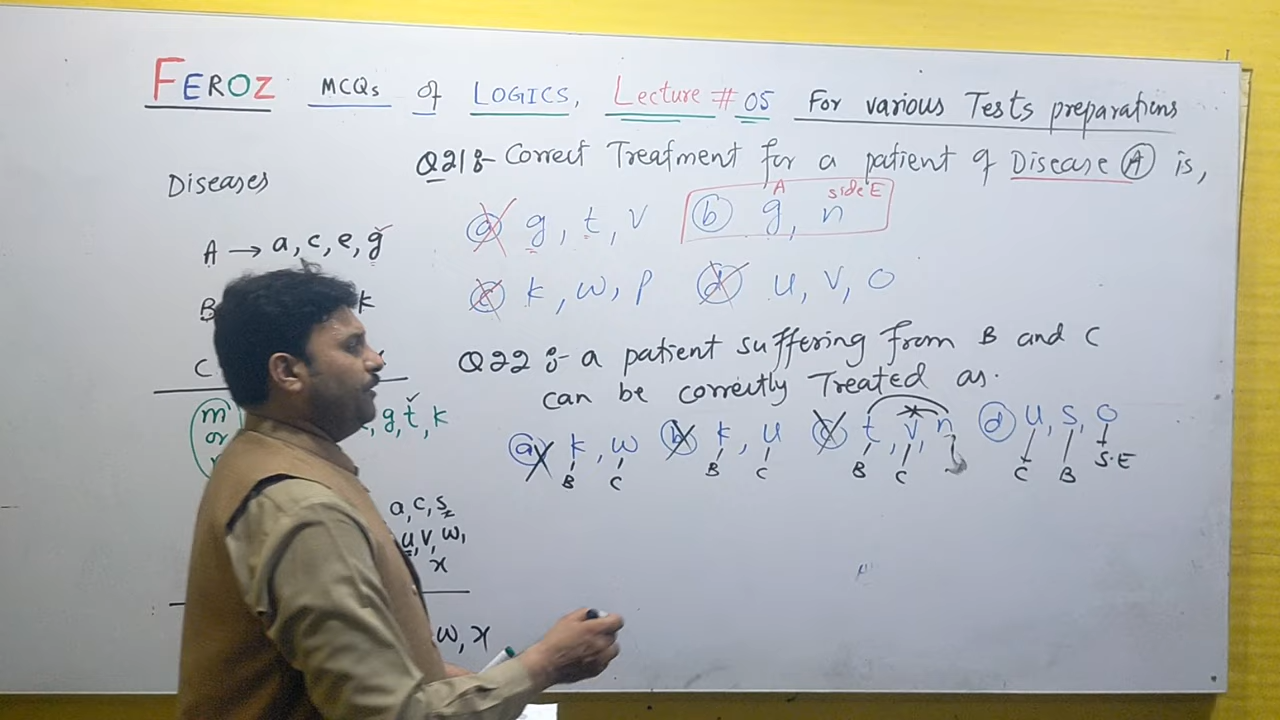 FEROZ MCQs of LOGICS, Lecture # 05 For various Tests preparations
Q21:- Correct Treatment for a patient of Disease A is,
Diseases
A side E
a g, t, v b g, n
A → a, c, e, g
c k, w, p d u, v, o
B k
Q22:- a patient suffering from B and C
C
can be correctly Treated as.
m g, t, k
or
a k, w b k, u c t, v, n d u, s, o
B C B C B C C B S.E
a, c, s
u, v, w,
x
w, x